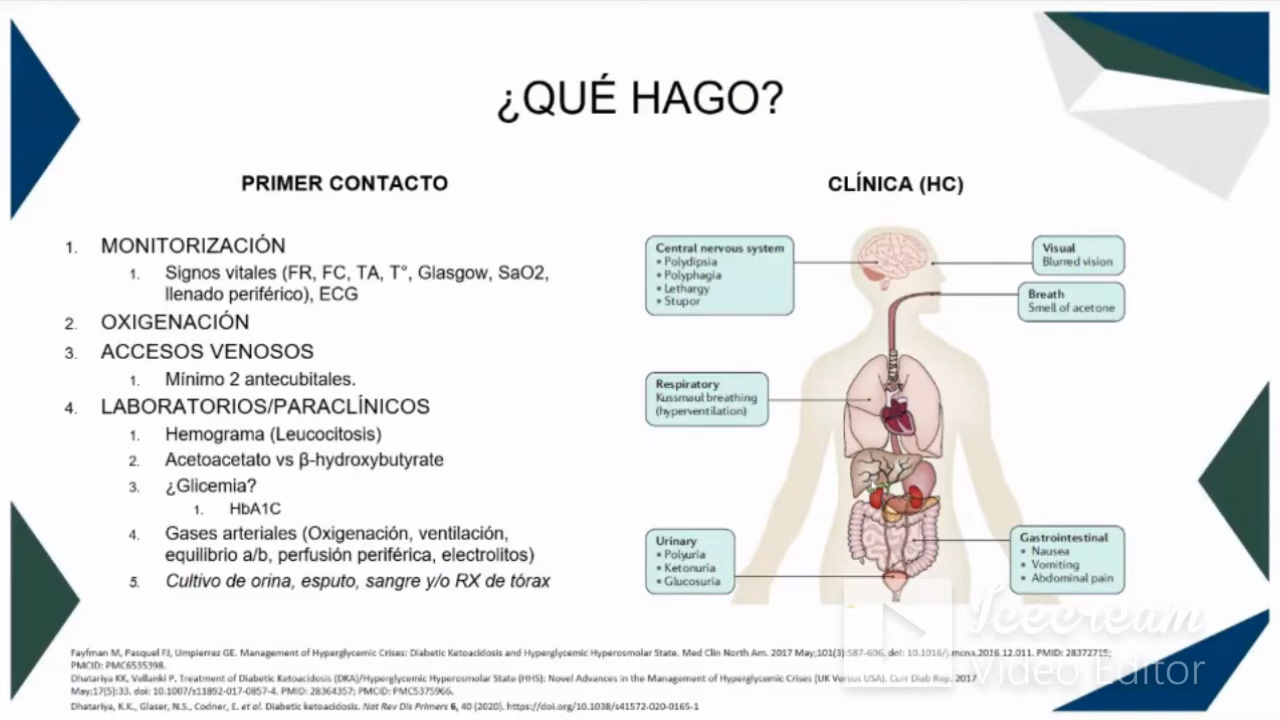 ¿QUÉ HAGO?
PRIMER CONTACTO
1. MONITORIZACIÓN
1. Signos vitales (FR, FC, TA, T°, Glasgow, SaO2,
llenado periférico), ECG
2. OXIGENACIÓN
3. ACCESOS VENOSOS
1. Mínimo 2 antecubitales.
4. LABORATORIOS/PARACLÍNICOS
1. Hemograma (Leucocitosis)
2. Acetoacetato vs β-hydroxybutyrate
3. ¿Glicemia?
1. HbA1C
4. Gases arteriales (Oxigenación, ventilación,
equilibrio a/b, perfusión periférica, electrolitos)
5. Cultivo de orina, esputo, sangre y/o RX de tórax
CLÍNICA (HC)
Central nervous system
• Polydipsia
• Polyphagia
• Lethargy
• Stupor
Visual
Blurred vision
Breath
Smell of acetone
Respiratory
Kussmaul breathing
(hyperventilation)
Urinary
• Polyuria
• Ketonuria
• Glucosuria
Gastrointestinal
• Nausea
• Vomiting
• Abdominal pain
Fayfman M, Pasquel FJ, Umpierrez GE. Management of Hyperglycemic Crises: Diabetic Ketoacidosis and Hyperglycemic Hyperosmolar State. Med Clin North Am. 2017 May;101(3):587-606. doi: 10.1016/j.mcna.2016.12.011. PMID: 28372715;
PMCID: PMC6535398.
Dhatariya KK, Vellanki P. Treatment of Diabetic Ketoacidosis (DKA)/Hyperglycemic Hyperosmolar State (HHS): Novel Advances in the Management of Hyperglycemic Crises (UK Versus USA). Curr Diab Rep. 2017
May;17(5):33. doi: 10.1007/s11892-017-0857-4. PMID: 28364357; PMCID: PMC5375966.
Dhatariya, K.K., Glaser, N.S., Codner, E. et al. Diabetic ketoacidosis. Nat Rev Dis Primers 6, 40 (2020). https://doi.org/10.1038/s41572-020-0165-1
Icecream
Video Editor